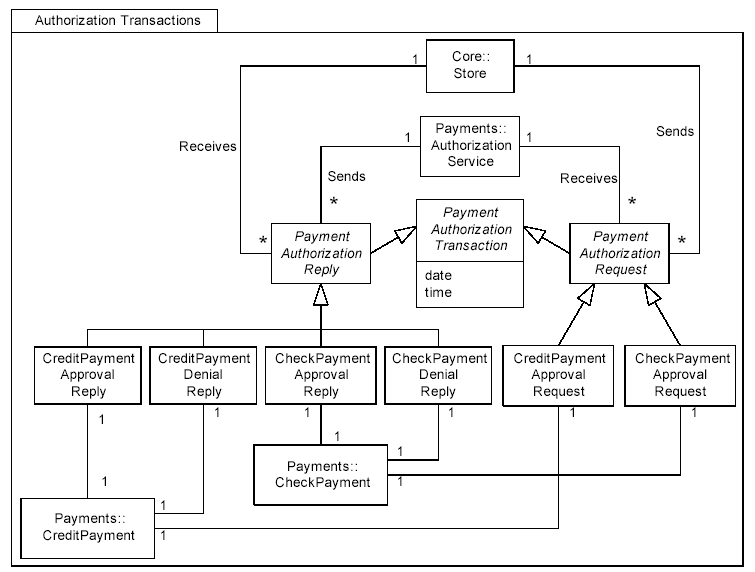 Authorization Transactions
Core::
Store
1
1
Receives
Sends
Payments::
Authorization
Service
1
1
Sends
Receives
*
*
*
*
Payment
Authorization
Reply
Payment
Authorization
Transaction
date
time
Payment
Authorization
Request
CreditPayment
Approval
Reply
CreditPayment
Denial
Reply
CheckPayment
Approval
Reply
CheckPayment
Denial
Reply
CreditPayment
Approval
Request
CheckPayment
Approval
Request
1
1
1
1
1
1
1
1
1
Payments::
CheckPayment
1
1
1
Payments::
CreditPayment